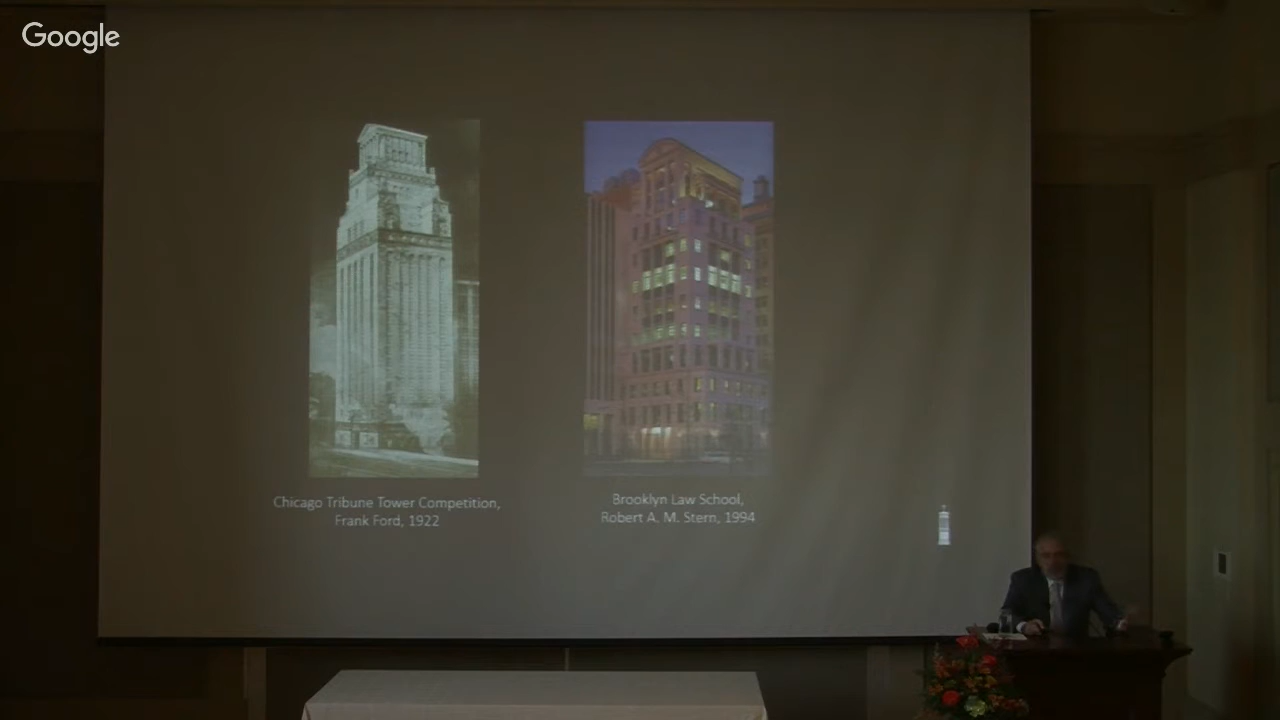 Google
Chicago Tribune Tower Competition,
Frank Ford, 1922
Brooklyn Law School,
Robert A. M. Stern, 1994